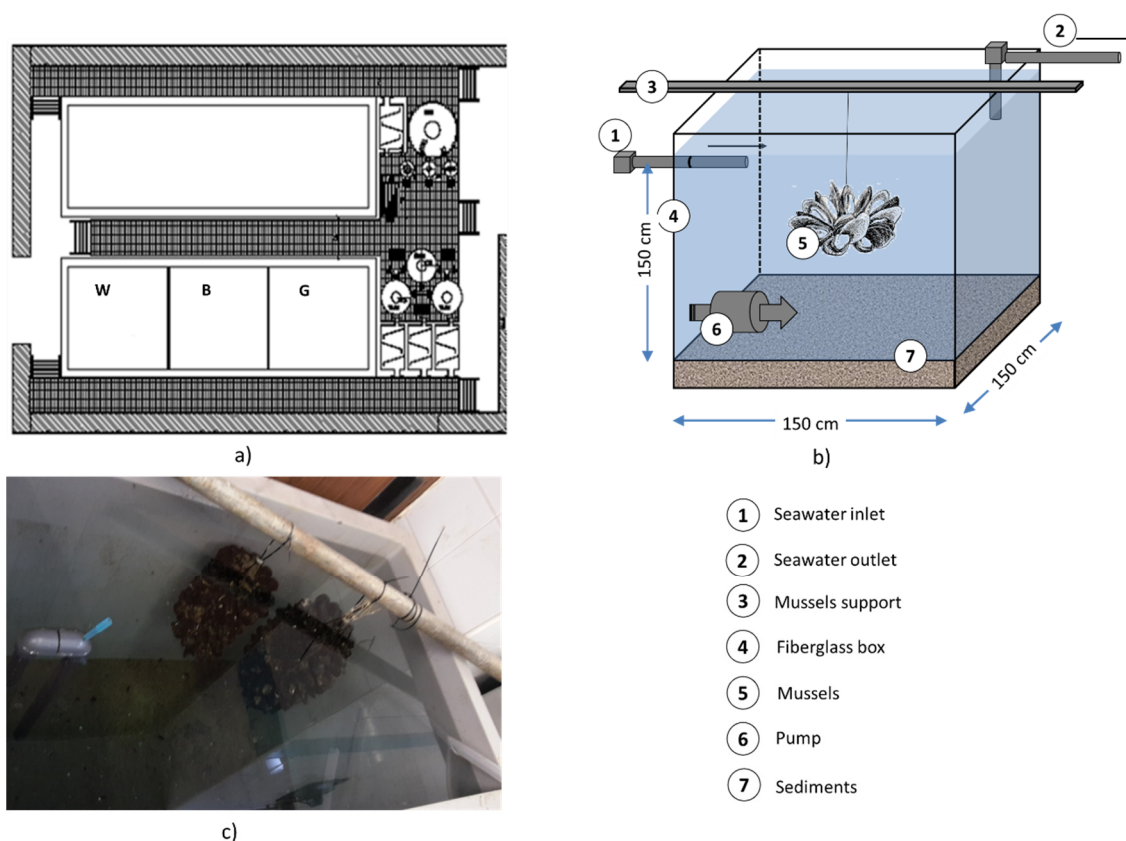 W B G
a)
1
2
3
4
5
6
7
150 cm
150 cm
150 cm
b)
c)
1 Seawater inlet
2 Seawater outlet
3 Mussels support
4 Fiberglass box
5 Mussels
6 Pump
7 Sediments